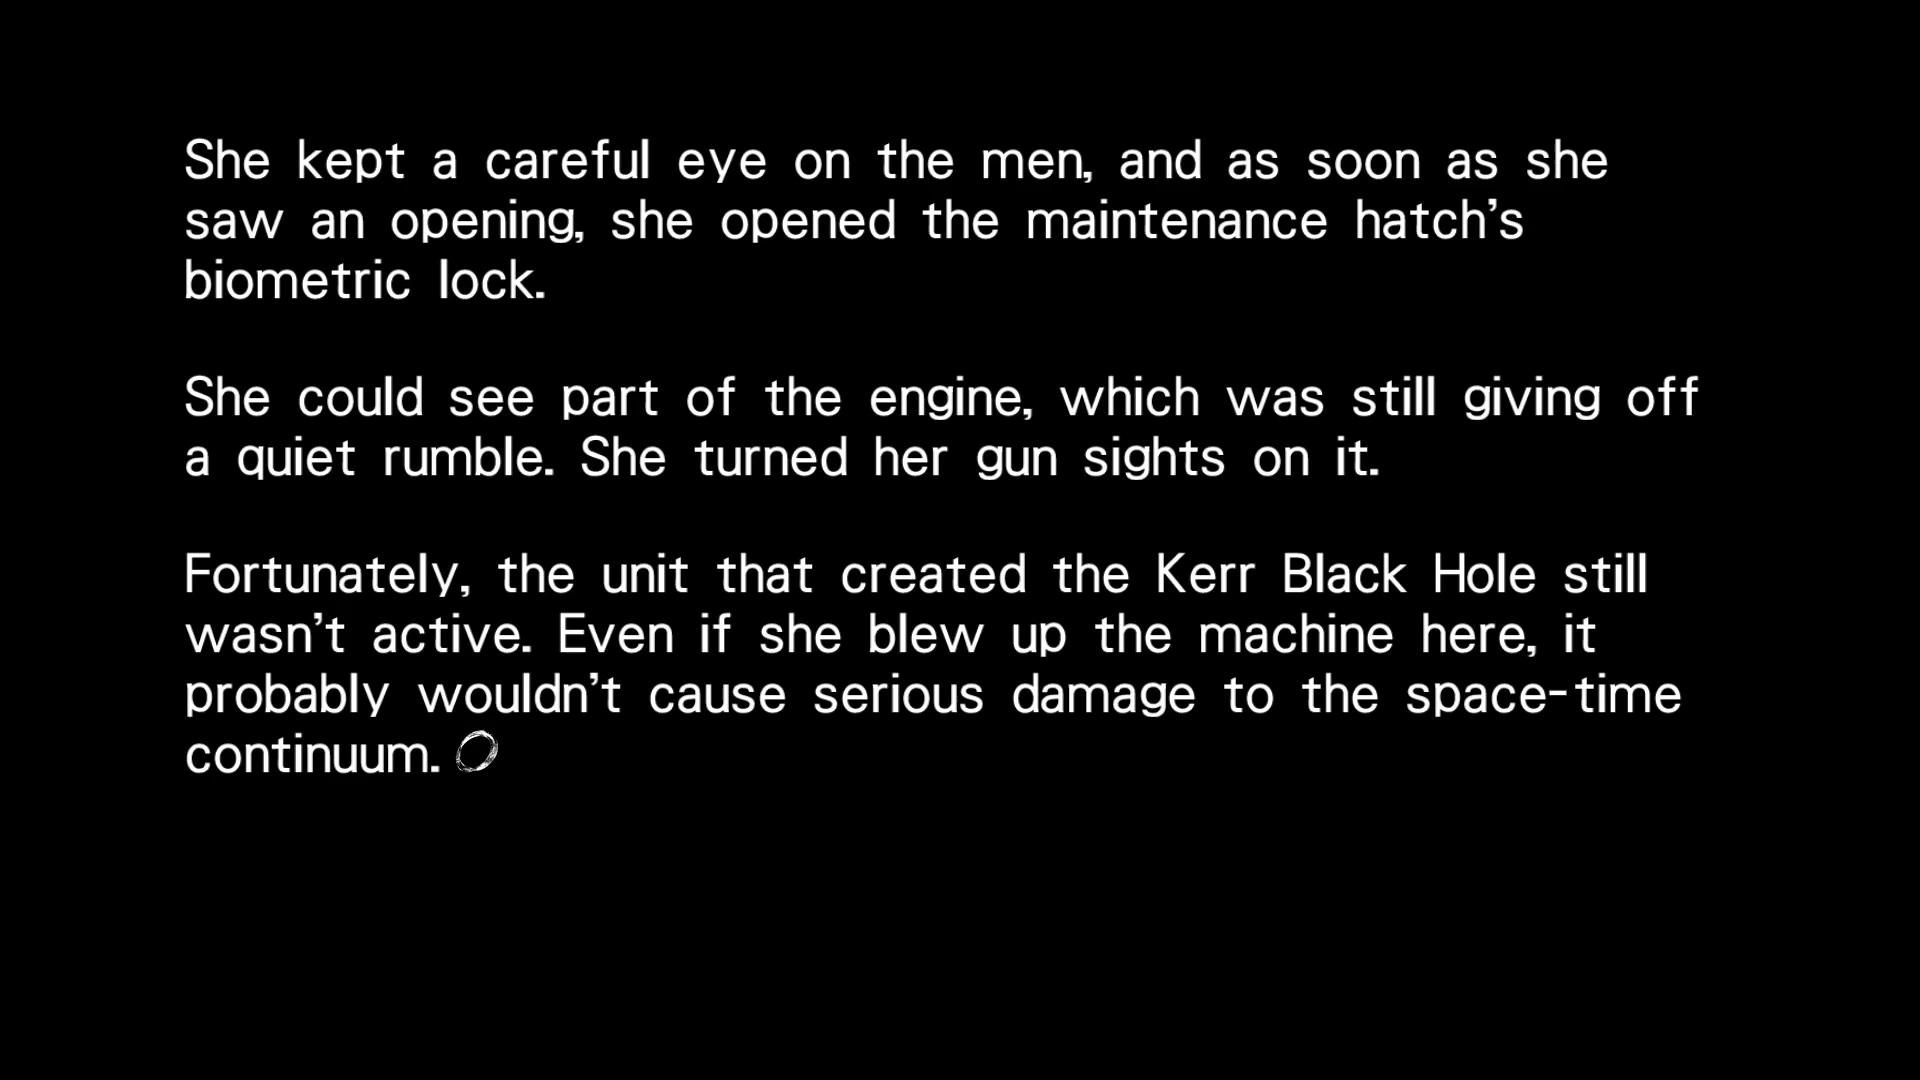 She kept a careful eye on the men, and as soon as she
saw an opening, she opened the maintenance hatch’s
biometric lock.
She could see part of the engine, which was still giving off
a quiet rumble. She turned her gun sights on it.
Fortunately, the unit that created the Kerr Black Hole still
wasn’t active. Even if she blew up the machine here, it
probably wouldn’t cause serious damage to the space-time
continuum.